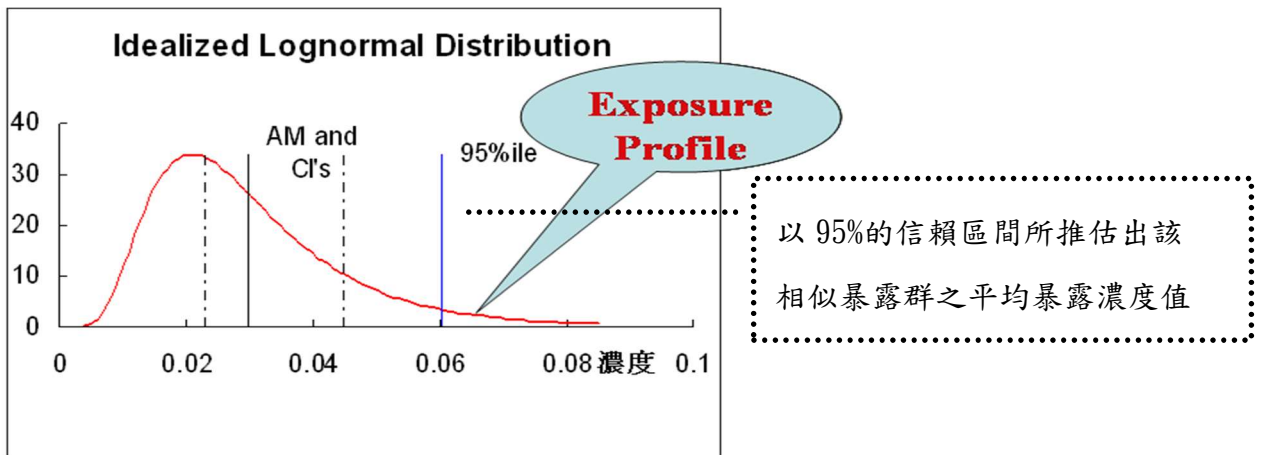 Idealized Lognormal Distribution
Exposure
Profile
40
30
20
10
0
AM and
CI's
95%ile
0
0.02
0.04
0.06
0.08
濃度
0.1
以 95%的信賴區間所推估出該
相似暴露群之平均暴露濃度值